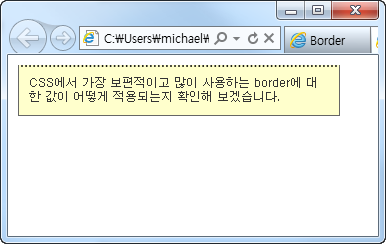 C:₩Users₩michael₩
Border
CSS에서 가장 보편적이고 많이 사용하는 border에 대
한 값이 어떻게 적용되는지 확인해 보겠습니다.